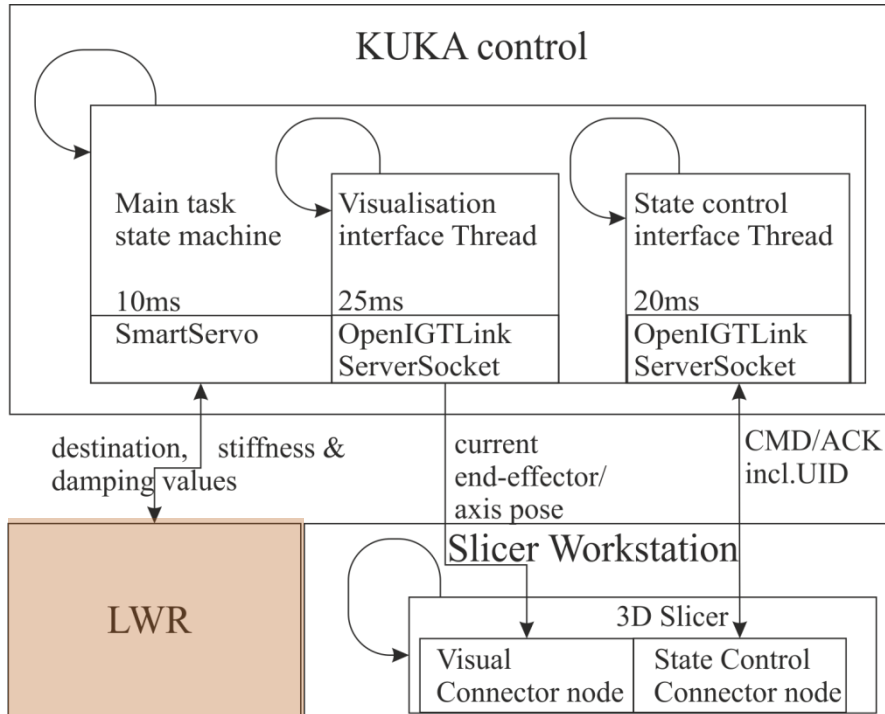 KUKA control
Main task
state machine
10ms
SmartServo
Visualisation
interface Thread
25ms
OpenIGTLink
ServerSocket
State control
interface Thread
20ms
OpenIGTLink
ServerSocket
destination, stiffness &
damping values
current
end-effector/
axis pose
CMD/ACK
incl.UID
LWR
Slicer Workstation
3D Slicer
Visual
Connector node
State Control
Connector node